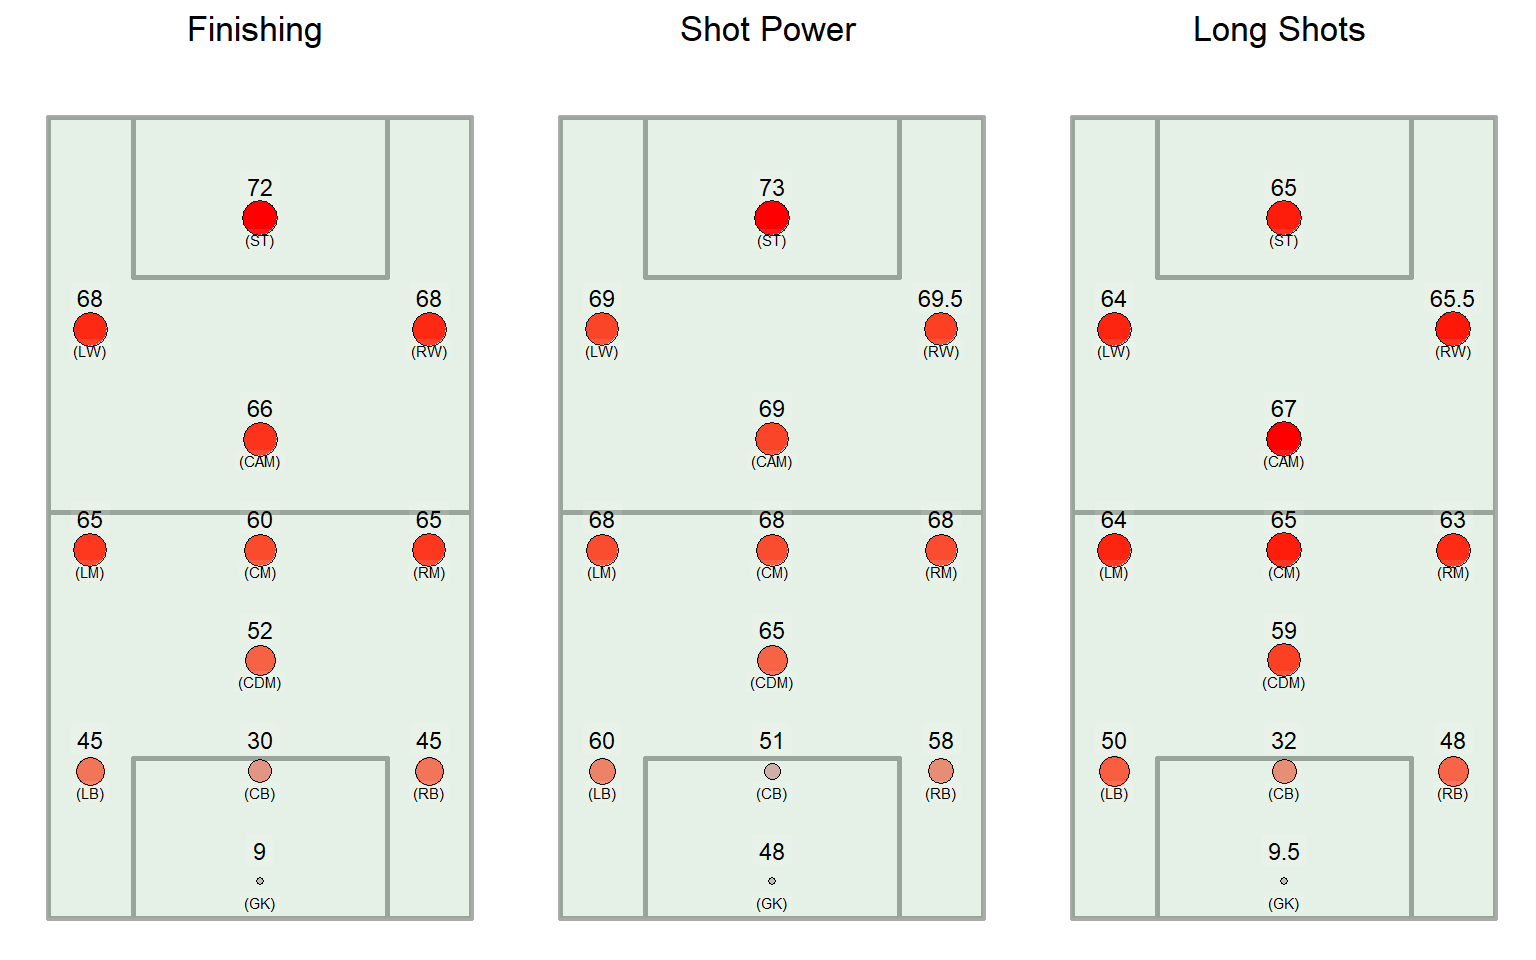 Finishing
72
(ST)
68 68
(LW) (RW)
66
(CAM)
65 60 65
(LM) (CM) (RM)
52
(CDM)
45 30 45
(LB) (CB) (RB)
9
(GK)
Shot Power
73
(ST)
69 69.5
(LW) (RW)
69
(CAM)
68 68 68
(LM) (CM) (RM)
65
(CDM)
60 51 58
(LB) (CB) (RB)
48
(GK)
Long Shots
65
(ST)
64 65.5
(LW) (RW)
67
(CAM)
64 65 63
(LM) (CM) (RM)
59
(CDM)
50 32 48
(LB) (CB) (RB)
9.5
(GK)